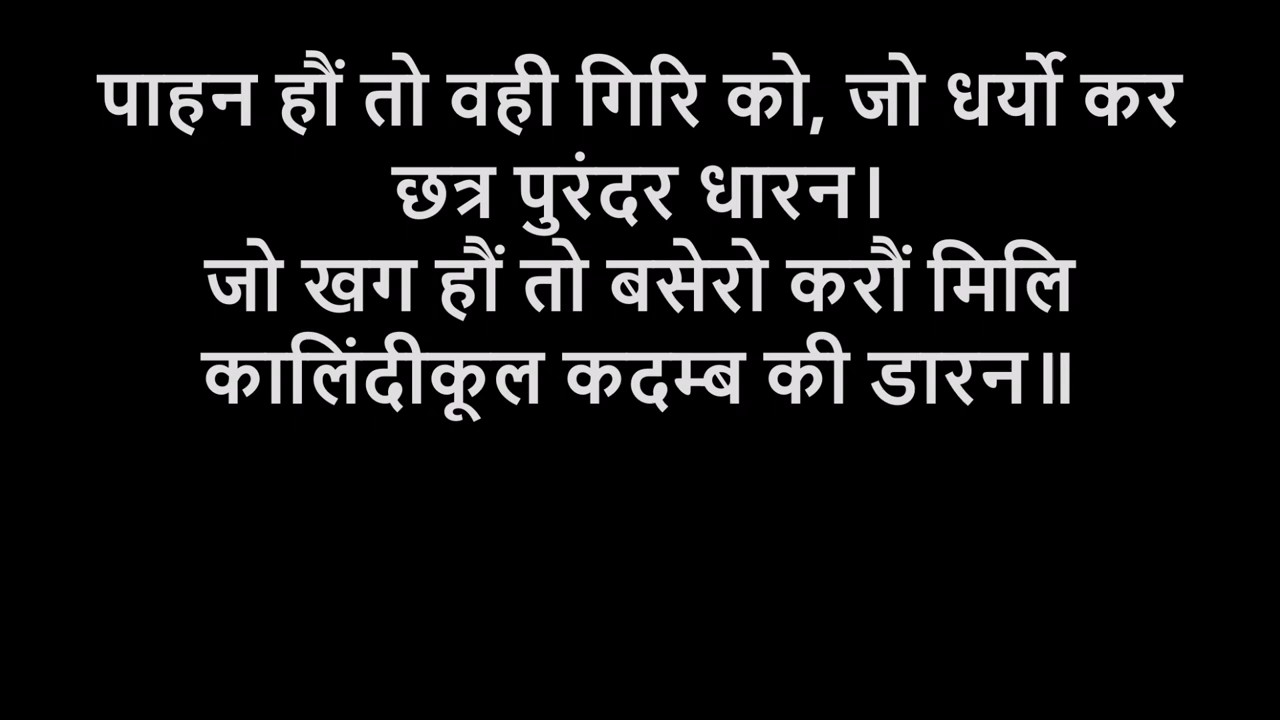 पाहन हौं तो वही गिरि को, जो धर्यो कर
छत्र पुरंदर धारन।
जो खग हौं तो बसेरो करौं मिलि
कालिंदीकूल कदम्ब की डारन॥